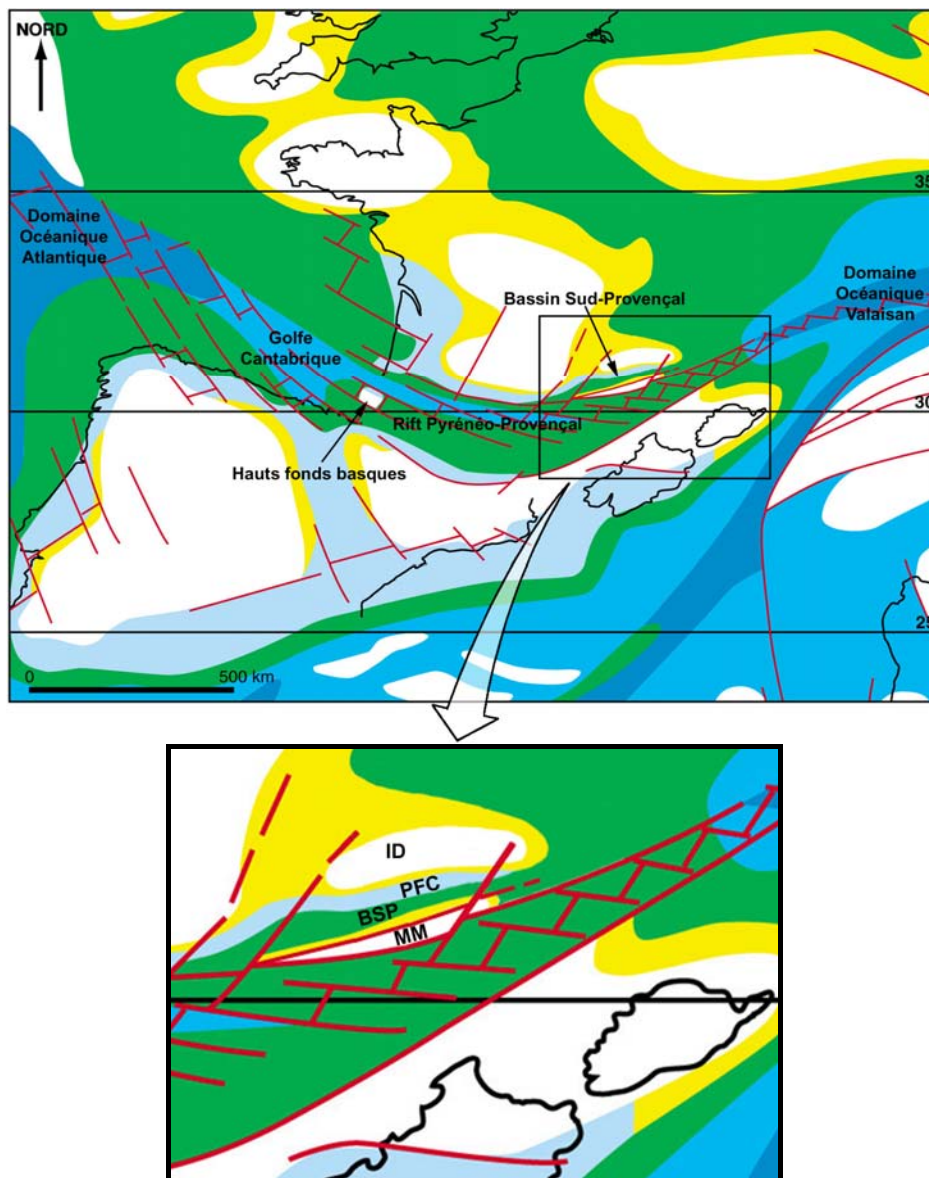 NORD
35
Domaine
Océanique
Atlantique
Domaine
Océanique
Valaisan
Bassin Sud-Provençal
Golfe
Cantabrique
30
Rift Pyrénéo-Provençal
Hauts fonds basques
25
0
500 km
ID
PFC
BSP
MM